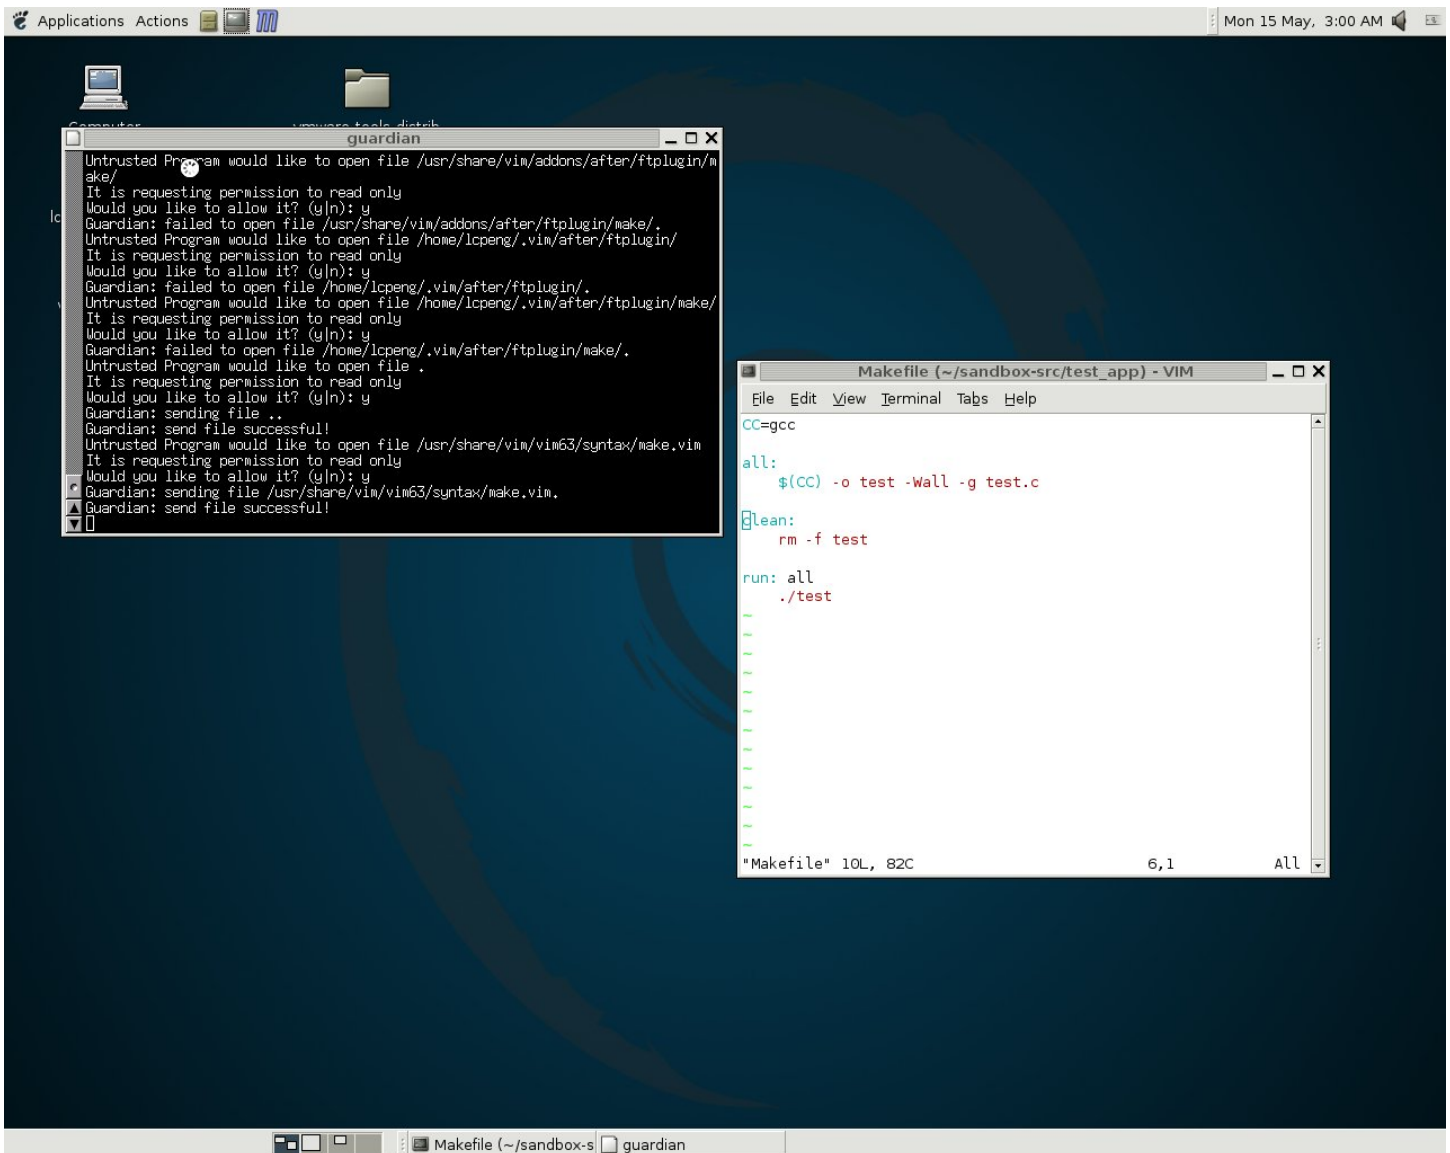 Applications Actions
Mon 15 May, 3:00 AM
guardian
Untrusted Program would like to open file /usr/share/vim/addons/after/ftplugin/m
ake/
It is requesting permission to read only
Would you like to allow it? (y|n): y
Guardian: failed to open file /usr/share/vim/addons/after/ftplugin/make/.
Untrusted Program would like to open file /home/lcpeng/.vim/after/ftplugin/
It is requesting permission to read only
Would you like to allow it? (y|n): y
Guardian: failed to open file /home/lcpeng/.vim/after/ftplugin/.
Untrusted Program would like to open file /home/lcpeng/.vim/after/ftplugin/make/
It is requesting permission to read only
Would you like to allow it? (y|n): y
Guardian: failed to open file /home/lcpeng/.vim/after/ftplugin/make/.
Untrusted Program would like to open file .
It is requesting permission to read only
Would you like to allow it? (y|n): y
Guardian: sending file ..
Guardian: send file successful!
Untrusted Program would like to open file /usr/share/vim/vim63/syntax/make.vim
It is requesting permission to read only
Would you like to allow it? (y|n): y
Guardian: sending file /usr/share/vim/vim63/syntax/make.vim.
Guardian: send file successful!
Makefile (~/sandbox-src/test_app) - VIM
File Edit View Terminal Tabs Help
CC=gcc
all:
$(CC) -o test -Wall -g test.c
clean:
rm -f test
run: all
./test
~
~
~
~
~
~
~
~
~
~
~
~
~
"Makefile" 10L, 82C 6,1 All
Makefile (~/sandbox-s guardian